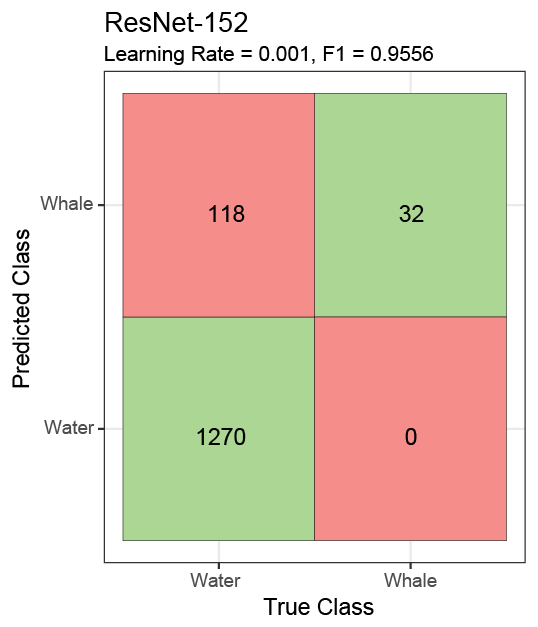 ResNet-152
Learning Rate = 0.001, F1 = 0.9556
Predicted Class
Whale
118
32
Water
1270
0
Water
Whale
True Class